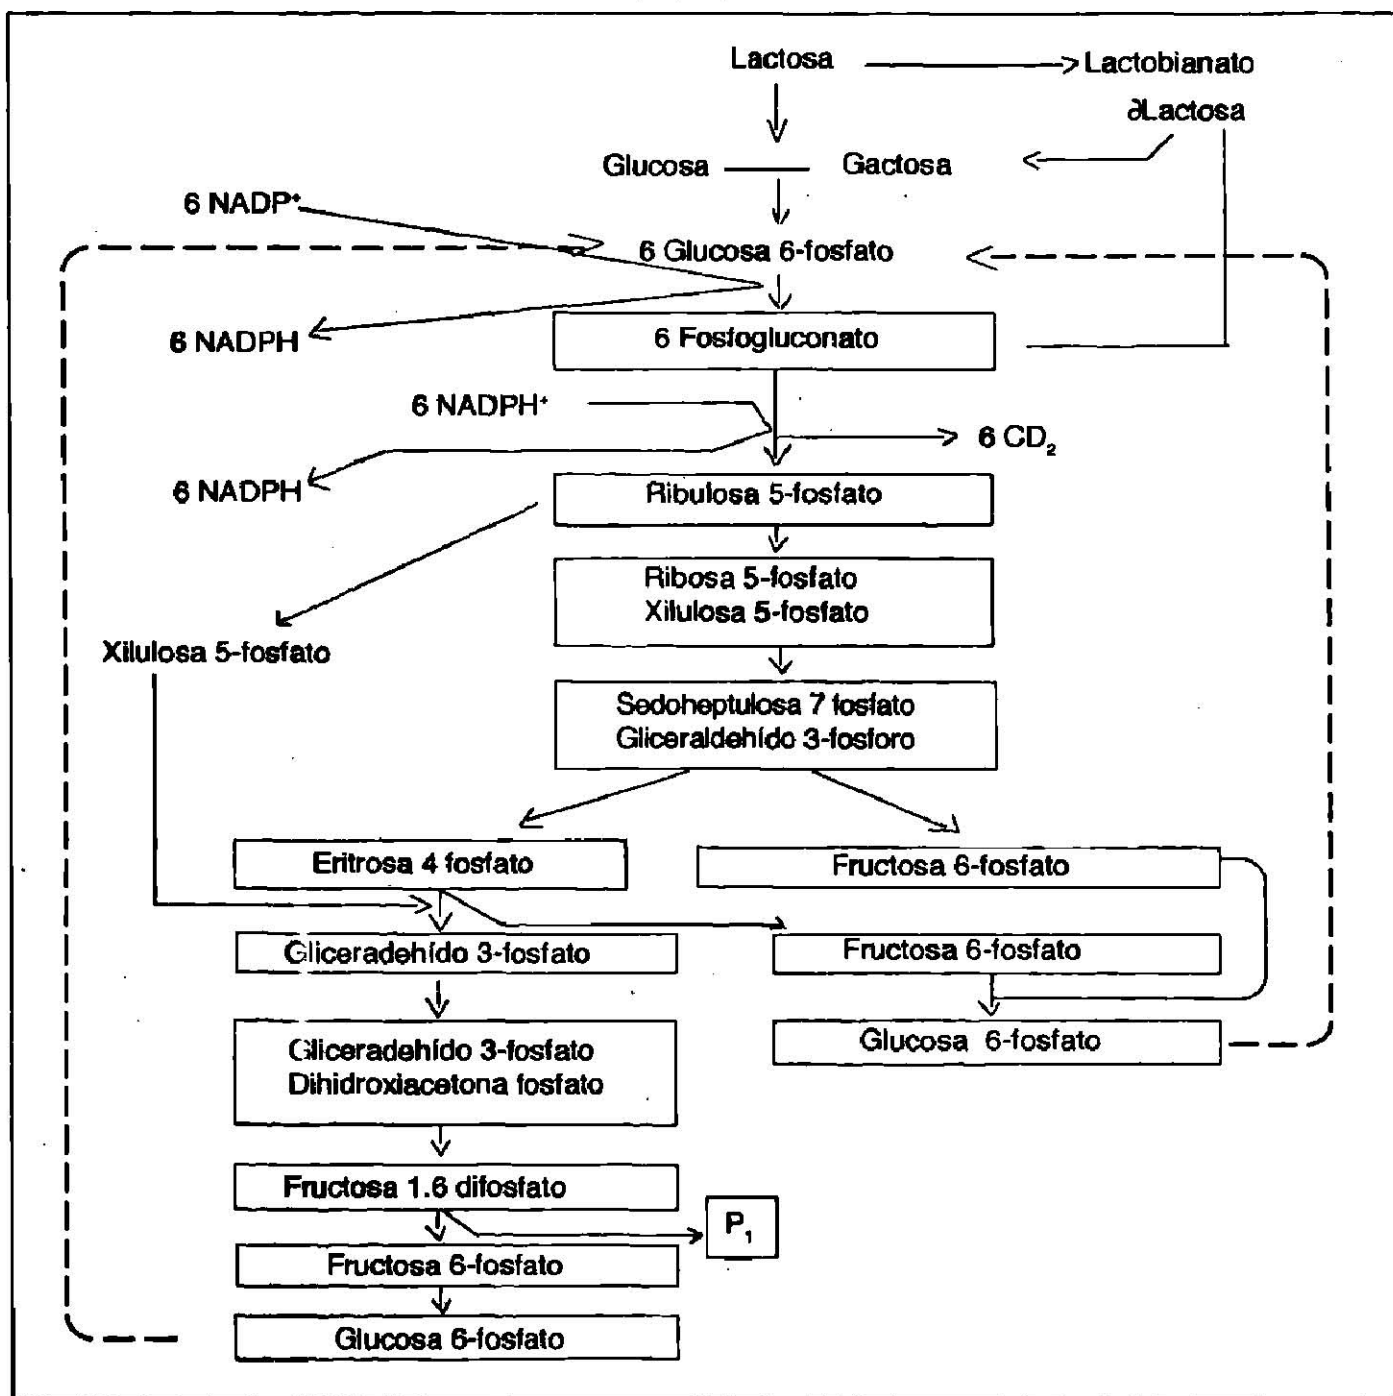 Lactosa
Lactobianato
∂Lactosa
Glucosa
Gactosa
6 NADP⁺
6 Glucosa 6-fosfato
6 NADPH
6 Fosfogluconato
6 NADPH⁺
6 CD₂
6 NADPH
Ribulosa 5-fosfato
Ribosa 5-fosfato
Xilulosa 5-fosfato
Xilulosa 5-fosfato
Sedoheptulosa 7 fosfato
Gliceraldehído 3-fosforo
Eritrosa 4 fosfato
Fructosa 6-fosfato
Gliceradehído 3-fosfato
Fructosa 6-fosfato
Glucosa 6-fosfato
Gliceradehído 3-fosfato
Dihidroxiacetona fosfato
Fructosa 1.6 difosfato
P₁
Fructosa 6-fosfato
Glucosa 6-fosfato